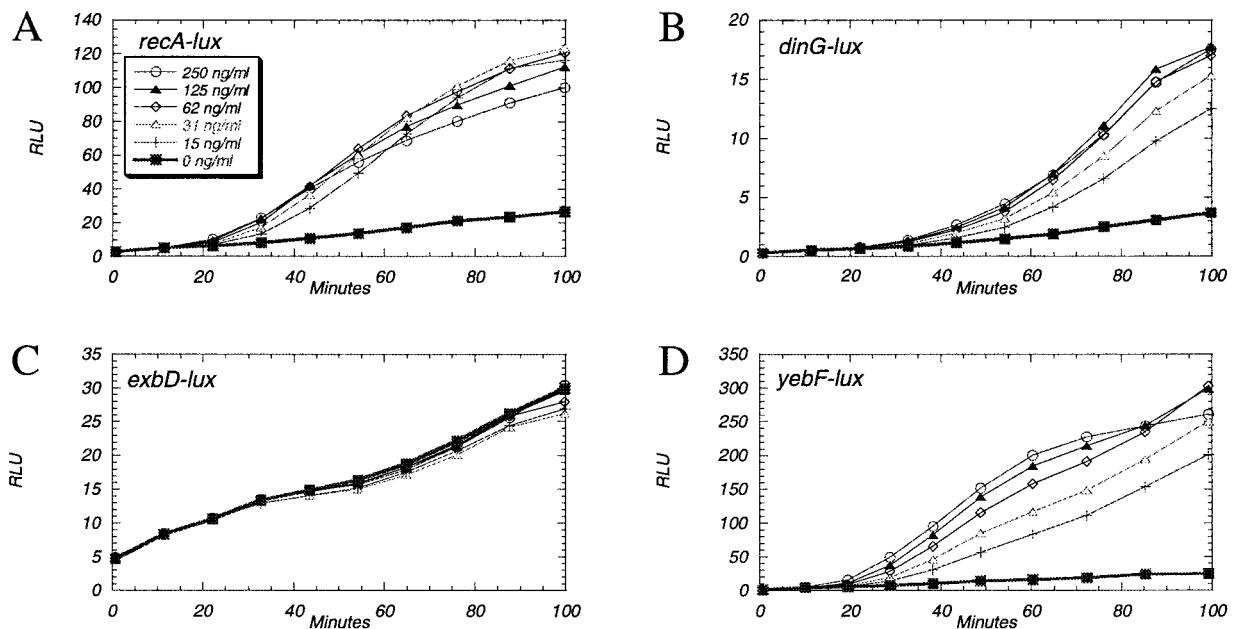 A
recA-lux
250 ng/ml
125 ng/ml
62 ng/ml
31 ng/ml
15 ng/ml
0 ng/ml
RLU
140
120
100
80
60
40
20
0
0 20 40 60 80 100
Minutes
B
dinG-lux
RLU
20
15
10
5
0
0 20 40 60 80 100
Minutes
C
exbD-lux
RLU
35
30
25
20
15
10
5
0
0 20 40 60 80 100
Minutes
D
yebF-lux
RLU
350
300
250
200
150
100
50
0
0 20 40 60 80 100
Minutes